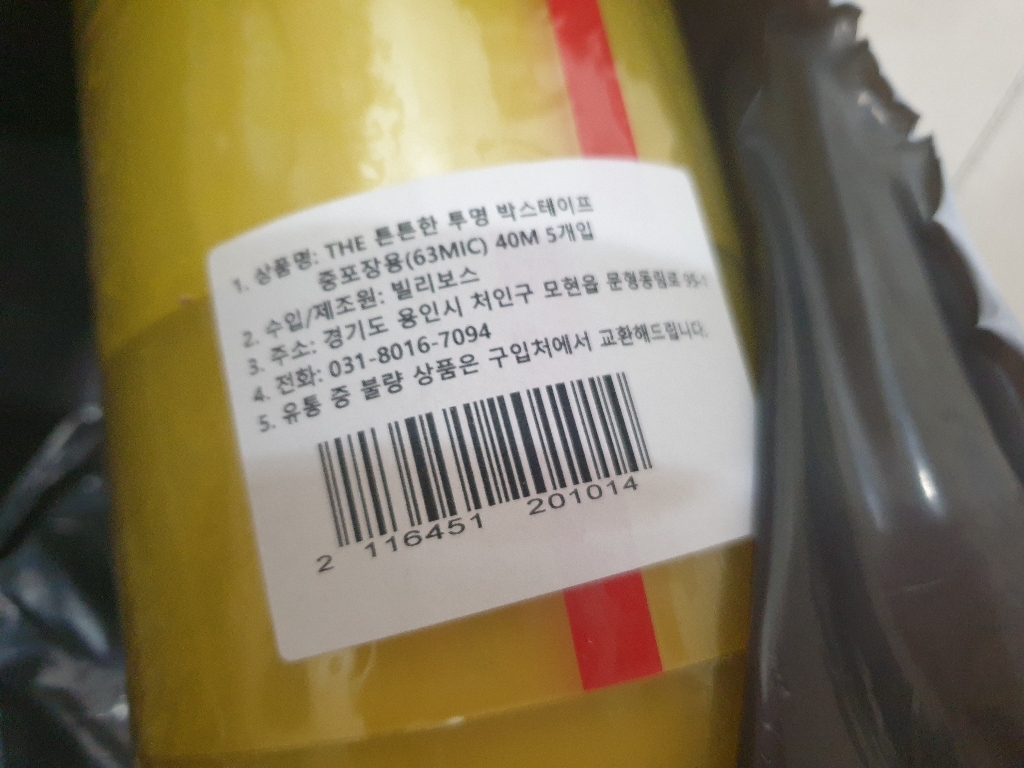 1. 상품명: THE 튼튼한 투명 박스테이프
중포장용(63MIC) 40M 5개입
2. 수입/제조원: 빌리보스
3. 주소: 경기도 용인시 처인구 모현읍 문형동림로
4. 전화: 031-8016-7094
5. 유통 중 불량 상품은 구입처에서 교환해드립니다.
2 116451 201014